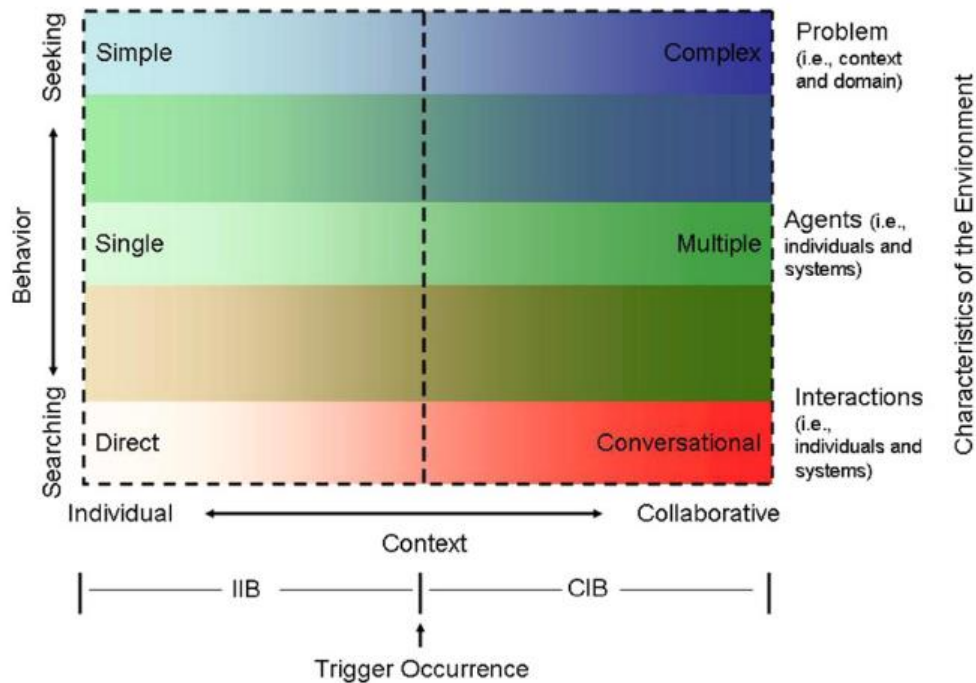 Seeking
Behavior
Searching
Simple
Complex
Single
Multiple
Direct
Conversational
Problem
(i.e., context
and domain)
Agents (i.e.,
individuals and
systems)
Interactions
(i.e.,
individuals and
systems)
Characteristics of the Environment
Individual
Collaborative
Context
IIB
CIB
Trigger Occurrence